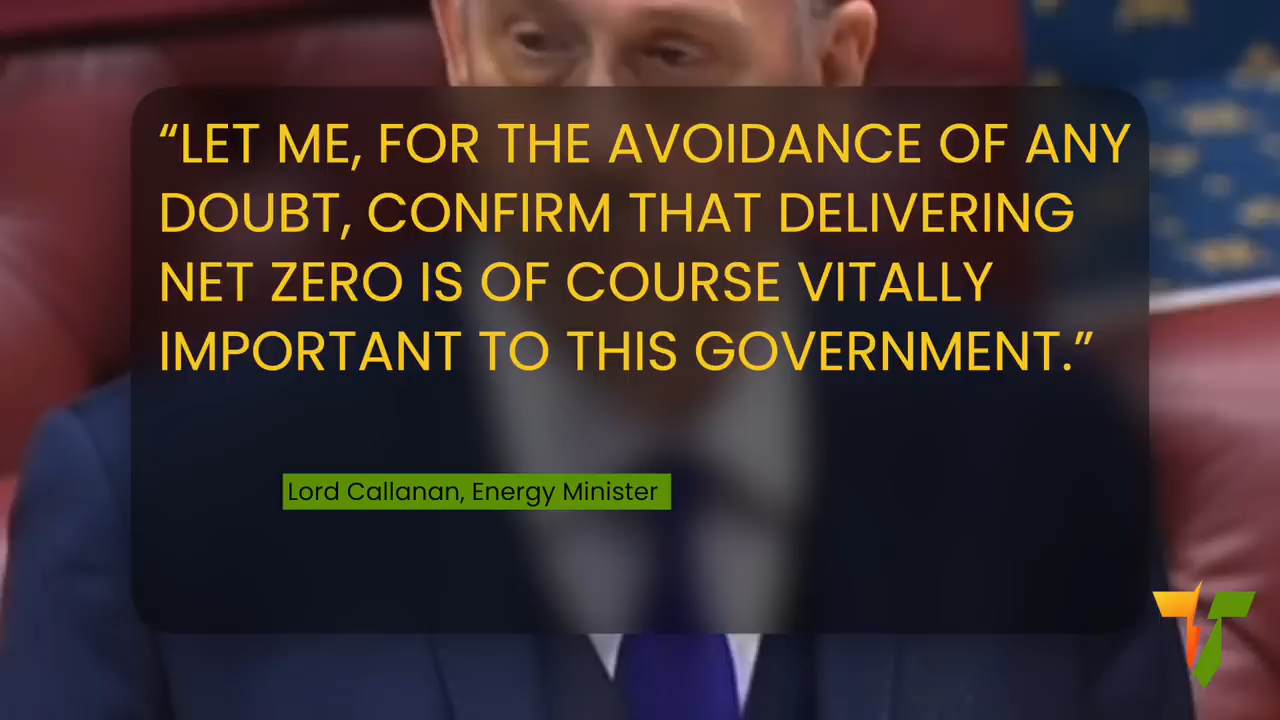 “LET ME, FOR THE AVOIDANCE OF ANY
DOUBT, CONFIRM THAT DELIVERING
NET ZERO IS OF COURSE VITALLY
IMPORTANT TO THIS GOVERNMENT.”
Lord Callanan, Energy Minister